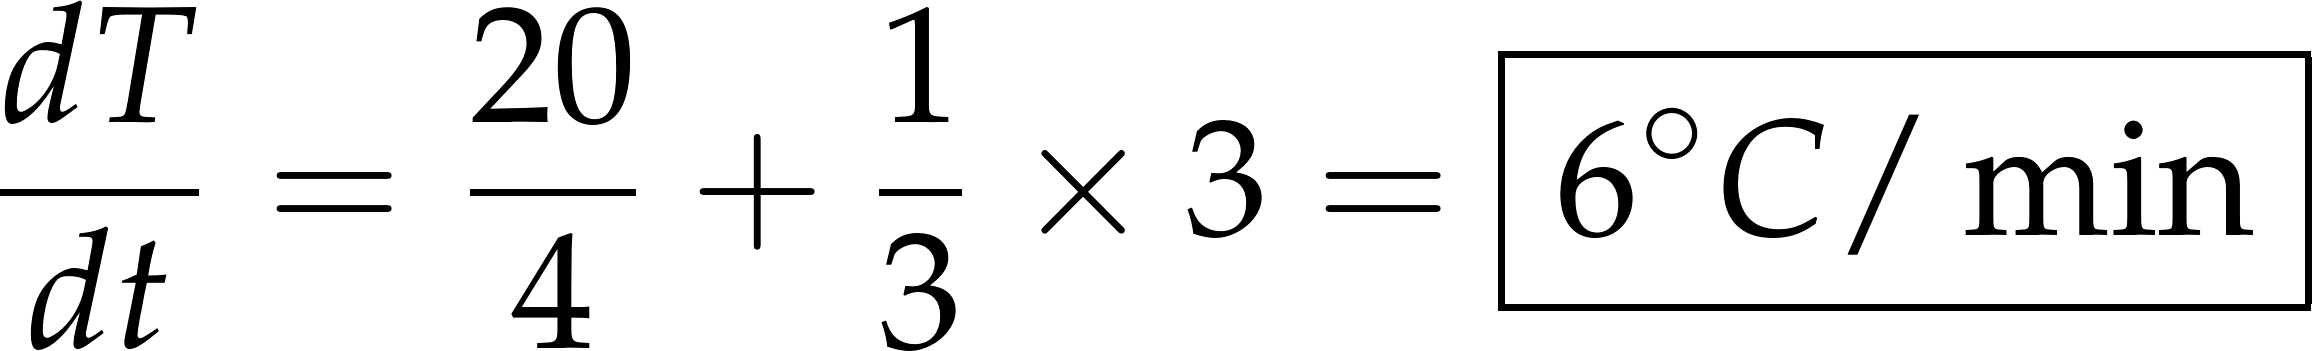 dT/dt = 20/4 + 1/3 × 3 = 6°C/ min